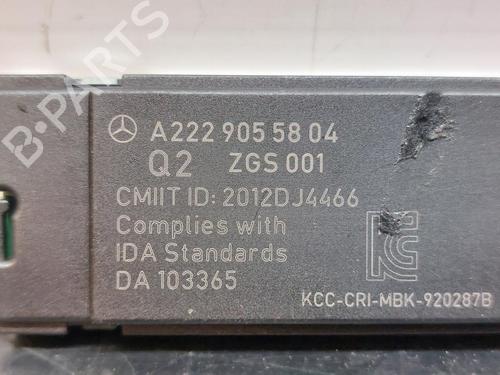 B-PARTS
A222 905 58 04
Q2 ZGS 001
CMIIT ID: 2012DJ4466
Complies with
IDA Standards
DA 103365
KCC-CRI-MBK-920287B